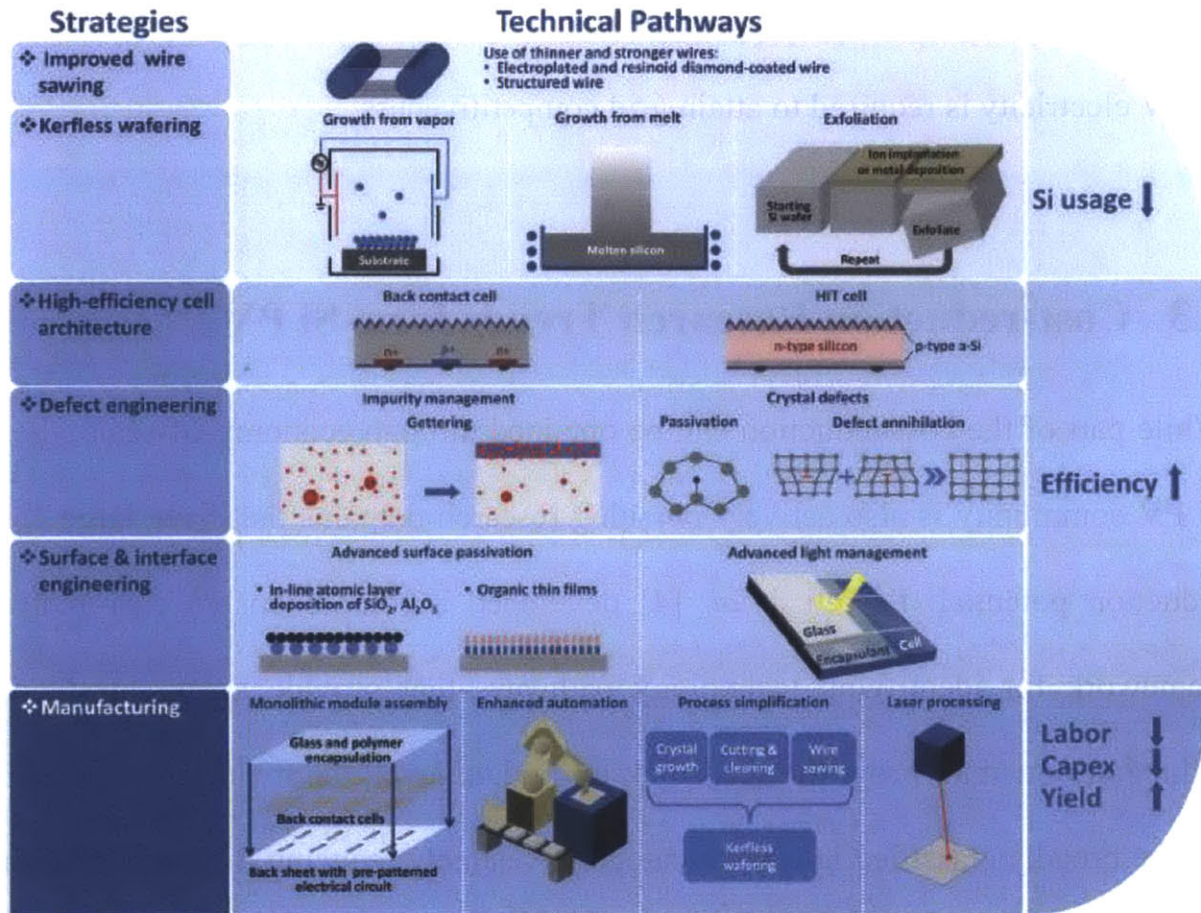 Strategies
Technical Pathways
❖ Improved wire
sawing
Use of thinner and stronger wires:
• Electroplated and resinoid diamond-coated wire
• Structured wire
❖ Kerfless wafering
Growth from vapor
Growth from melt
Exfoliation
Substrate
Molten silicon
Ion implantation
or metal deposition
Starting
Si wafer
Exfoliate
Repeat
Si usage ↓
❖ High-efficiency cell
architecture
Back contact cell
n+ p+ n+
HIT cell
n-type silicon
p-type a-Si
❖ Defect engineering
Impurity management
Gettering
Crystal defects
Passivation
Defect annihilation
+ »
Efficiency ↑
❖ Surface & interface
engineering
Advanced surface passivation
• In-line atomic layer
deposition of SiO₂, Al₂O₃
• Organic thin films
Advanced light management
Glass
Encapsulant
Cell
❖ Manufacturing
Monolithic module assembly
Glass and polymer
encapsulation
Back contact cells
Back sheet with pre-patterned
electrical circuit
Enhanced automation
Process simplification
Crystal
growth
Cutting &
cleaning
Wire
sawing
Kerfless
wafering
Laser processing
Labor ↓
Capex ↓
Yield ↑